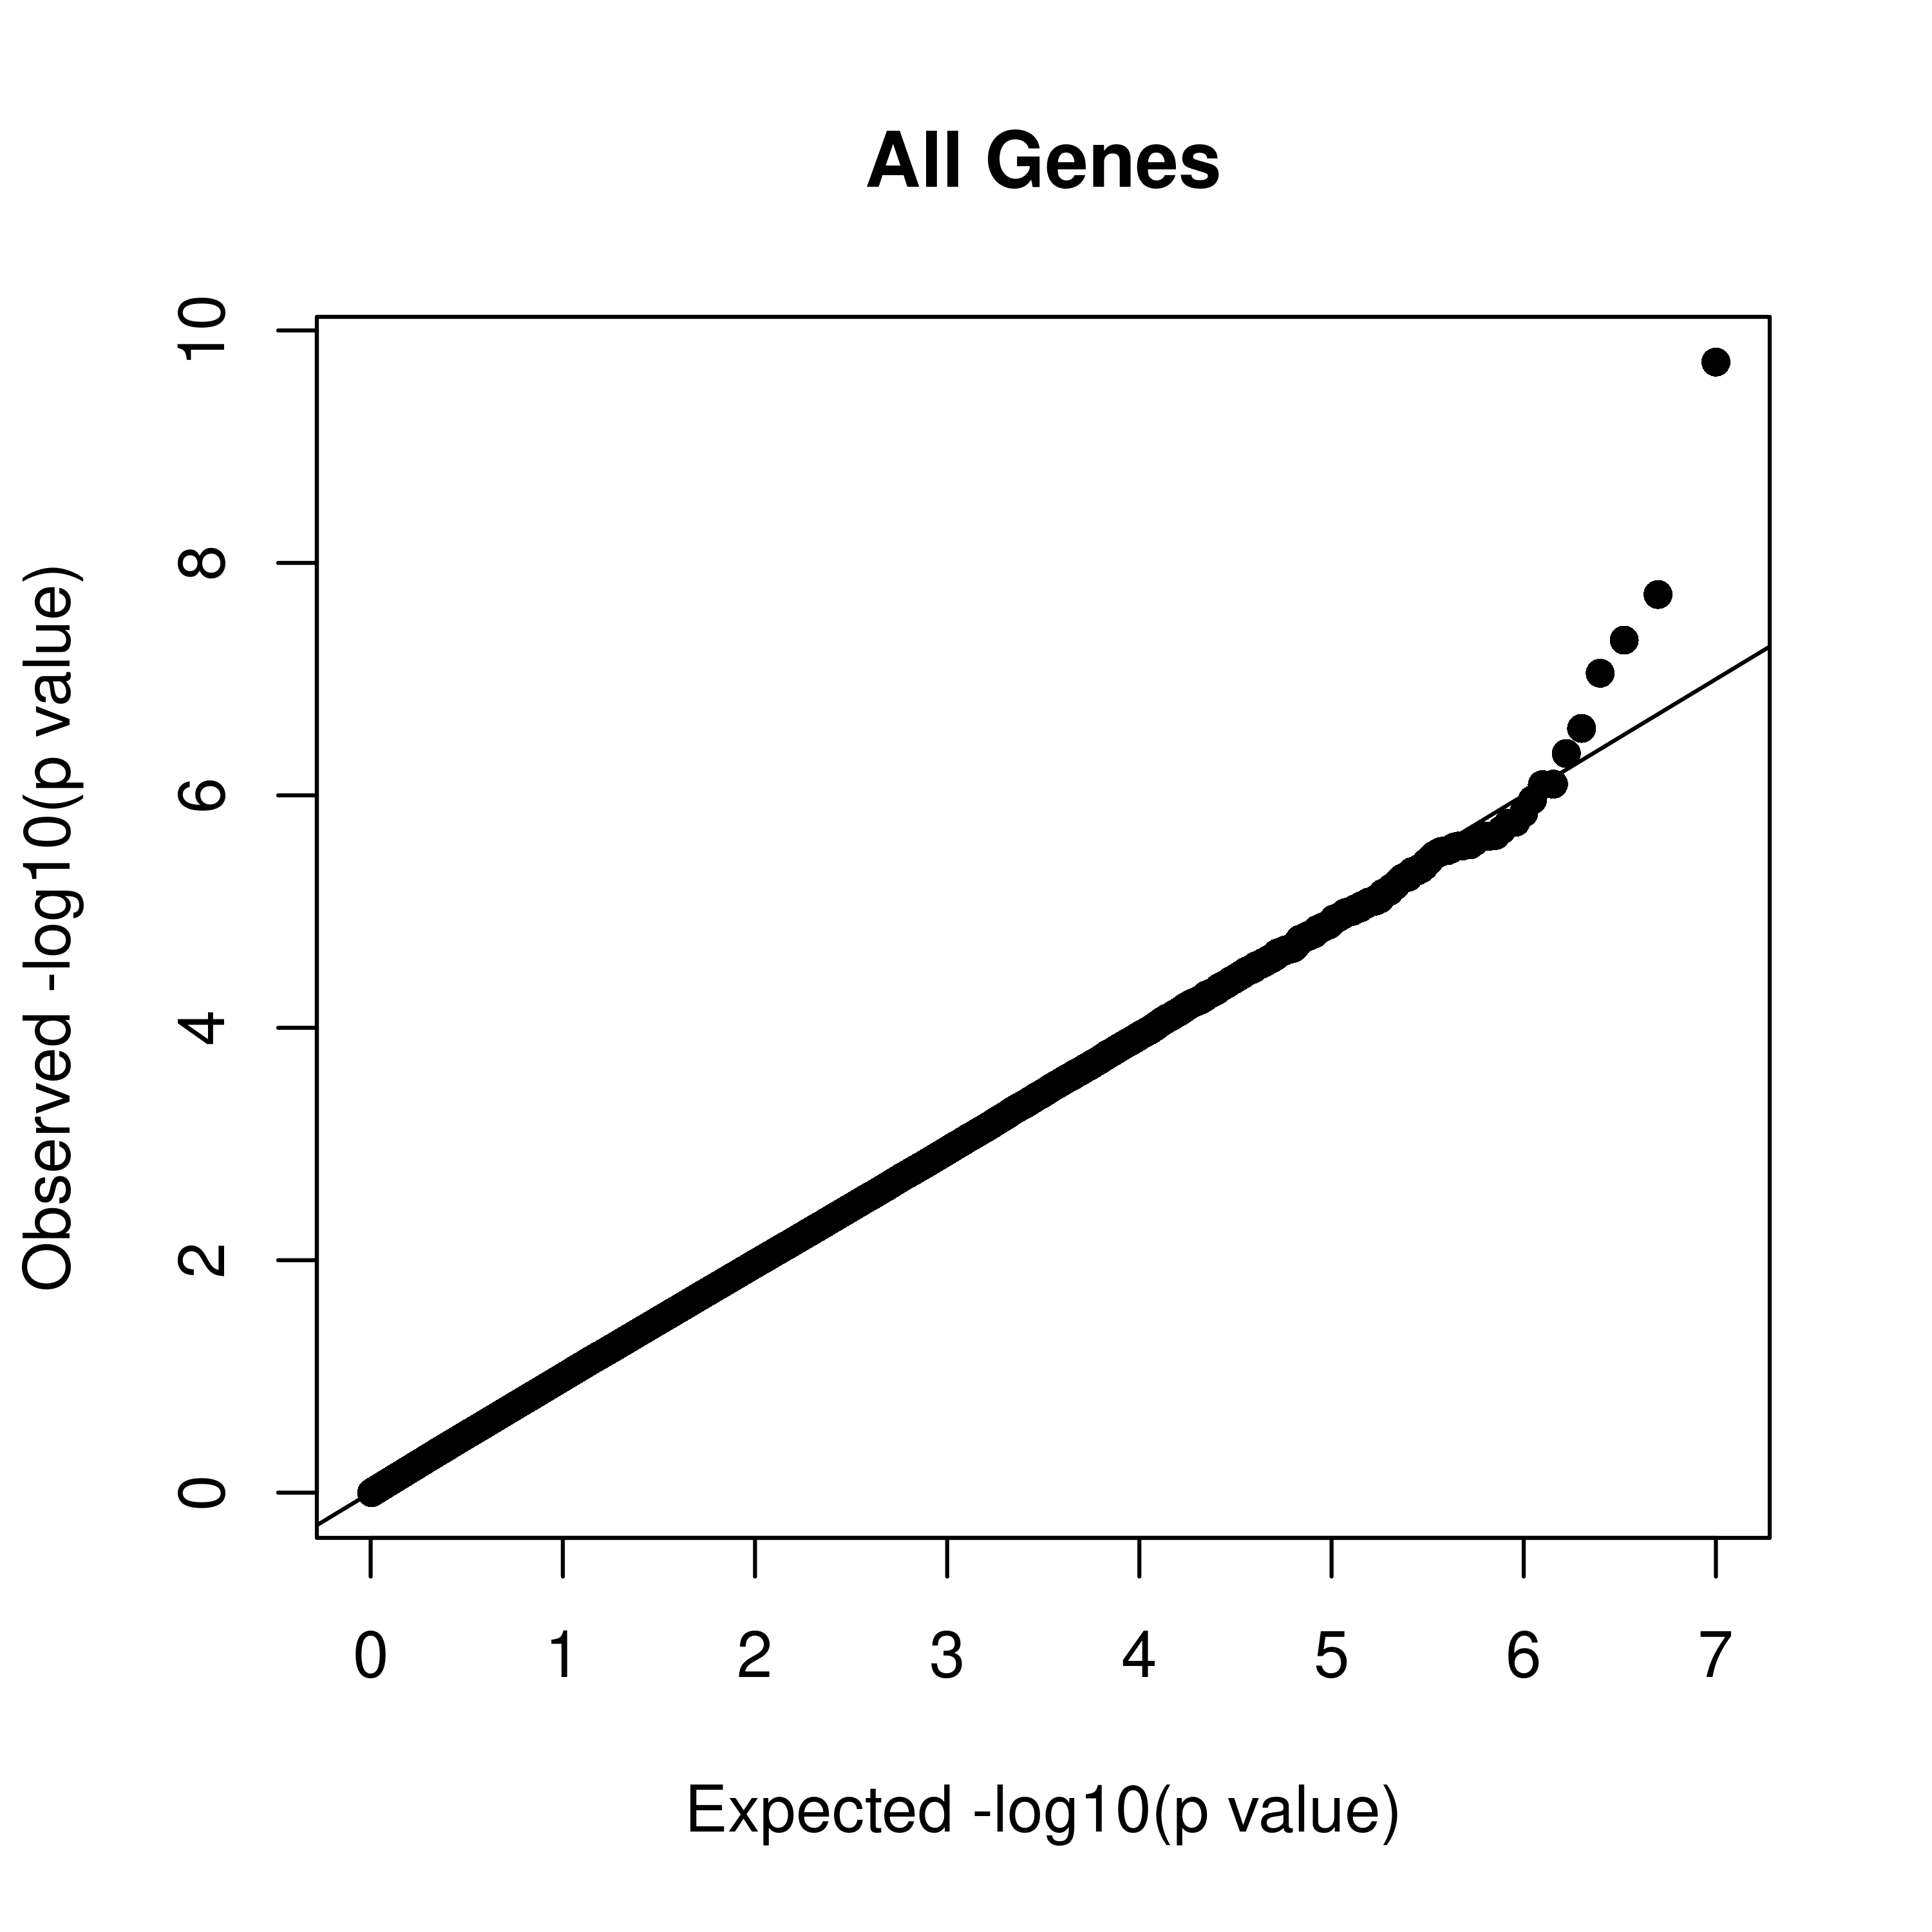 All Genes
Observed -log10(p value)
10
8
6
4
2
0
0 1 2 3 4 5 6 7
Expected -log10(p value)